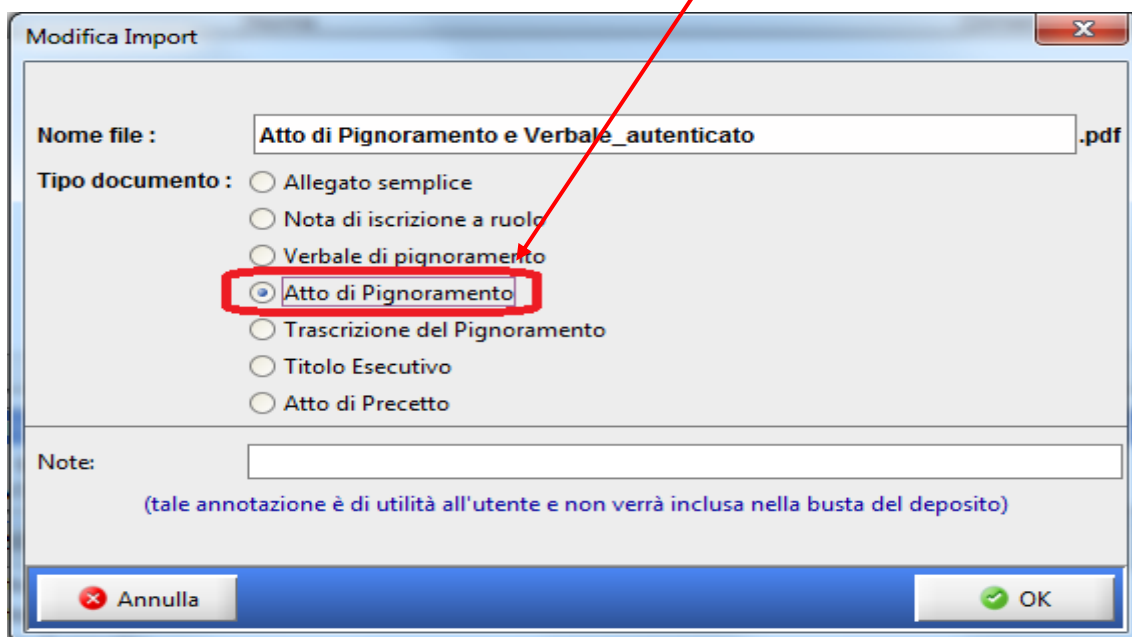 Modifica Import
Nome file : Atto di Pignoramento e Verbale_autenticato .pdf
Tipo documento : Allegato semplice
Nota di iscrizione a ruolo
Verbale di pignoramento
Atto di Pignoramento
Trascrizione del Pignoramento
Titolo Esecutivo
Atto di Precetto
Note:
(tale annotazione è di utilità all'utente e non verrà inclusa nella busta del deposito)
Annulla OK